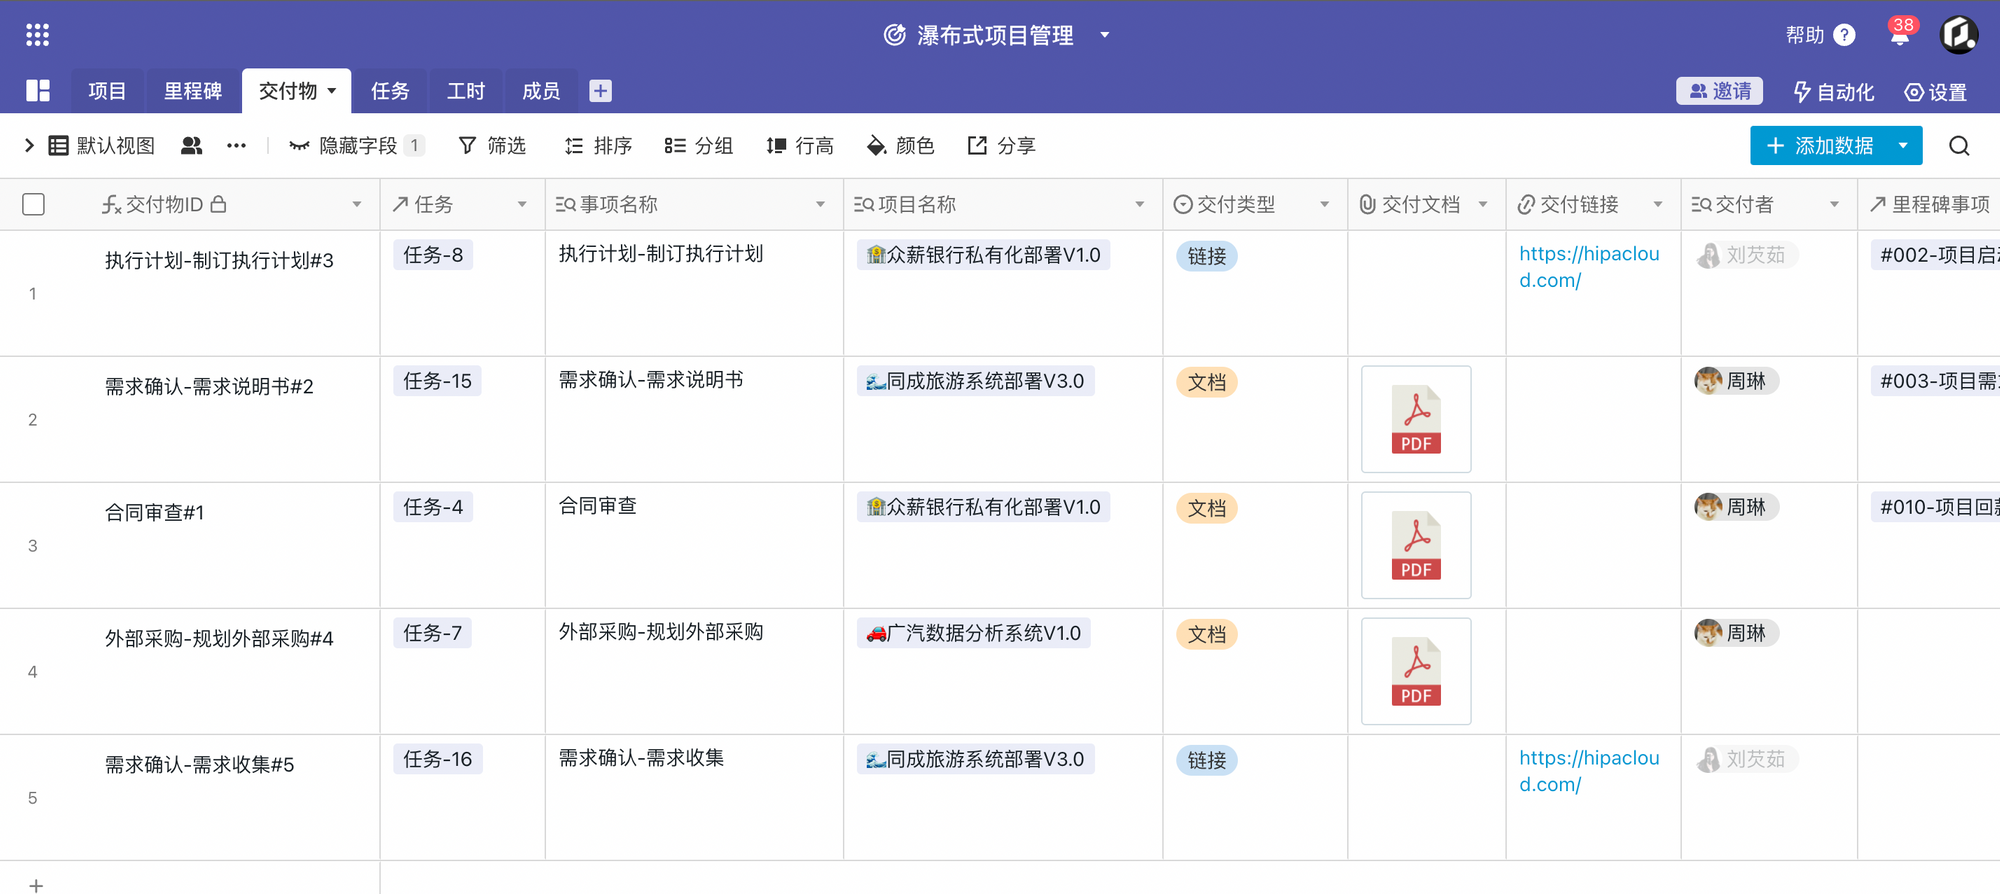 瀑布式项目管理
帮助 ? 38
项目 里程碑 交付物 任务 工时 成员 + 邀请 自动化 设置
默认视图 ••• 隐藏字段 1 筛选 排序 分组 行高 颜色 分享 + 添加数据
fx 交付物ID 任务 事项名称 项目名称 交付类型 交付文档 交付链接 交付者 里程碑事项
1 执行计划-制订执行计划#3 任务-8 执行计划-制订执行计划 众薪银行私有化部署V1.0 链接 https://hipaclou
d.com/ 刘芡茹 #002-项目启
2 需求确认-需求说明书#2 任务-15 需求确认-需求说明书 同成旅游系统部署V3.0 文档 PDF 周琳 #003-项目需
3 合同审查#1 任务-4 合同审查 众薪银行私有化部署V1.0 文档 PDF 周琳 #010-项目回
4 外部采购-规划外部采购#4 任务-7 外部采购-规划外部采购 广汽数据分析系统V1.0 文档 PDF 周琳
5 需求确认-需求收集#5 任务-16 需求确认-需求收集 同成旅游系统部署V3.0 链接 https://hipaclou
d.com/ 刘芡茹
+